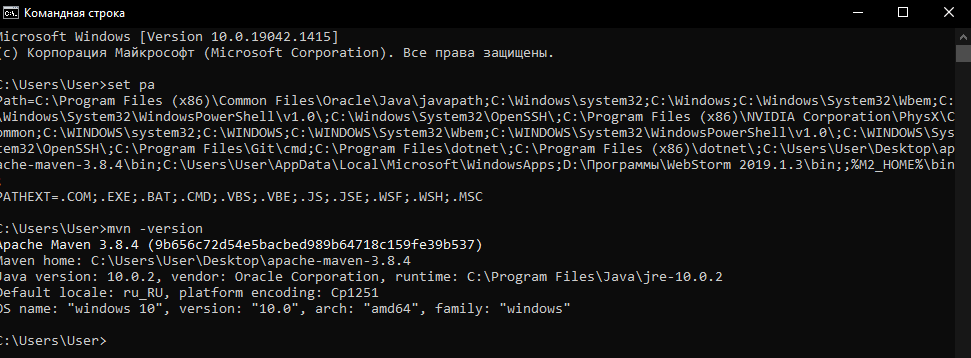 Командная строка
Microsoft Windows [Version 10.0.19042.1415]
(c) Корпорация Майкрософт (Microsoft Corporation). Все права защищены.
C:\Users\User>set pa
Path=C:\Program Files (x86)\Common Files\Oracle\Java\javapath;C:\Windows\system32;C:\Windows;C:\Windows\System32\Wbem;C:
\Windows\System32\WindowsPowerShell\v1.0\;C:\Windows\System32\OpenSSH\;C:\Program Files (x86)\NVIDIA Corporation\PhysX\C
ommon;C:\WINDOWS\system32;C:\WINDOWS;C:\WINDOWS\System32\Wbem;C:\WINDOWS\System32\WindowsPowerShell\v1.0\;C:\WINDOWS\Sys
tem32\OpenSSH\;C:\Program Files\Git\cmd;C:\Program Files\dotnet\;C:\Program Files (x86)\dotnet\;C:\Users\User\Desktop\ap
ache-maven-3.8.4\bin;C:\Users\User\AppData\Local\Microsoft\WindowsApps;D:\Программы\WebStorm 2019.1.3\bin;;%M2_HOME%\bin
;
PATHEXT=.COM;.EXE;.BAT;.CMD;.VBS;.VBE;.JS;.JSE;.WSF;.WSH;.MSC
C:\Users\User>mvn -version
Apache Maven 3.8.4 (9b656c72d54e5bacbed989b64718c159fe39b537)
Maven home: C:\Users\User\Desktop\apache-maven-3.8.4
Java version: 10.0.2, vendor: Oracle Corporation, runtime: C:\Program Files\Java\jre-10.0.2
Default locale: ru_RU, platform encoding: Cp1251
OS name: "windows 10", version: "10.0", arch: "amd64", family: "windows"
C:\Users\User>